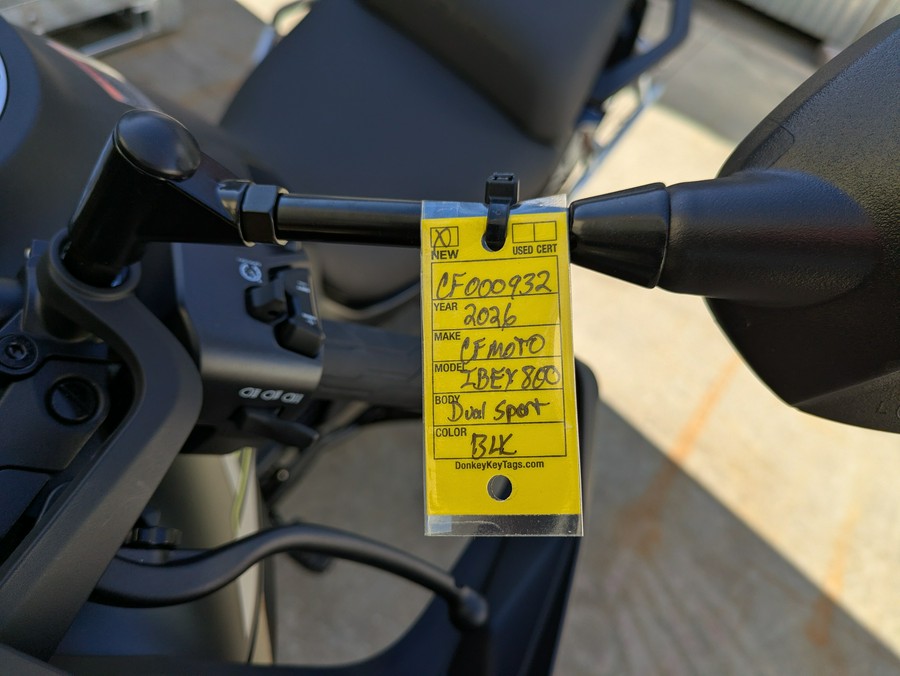 X
NEW USED CERT
CF000932
YEAR 2026
MAKE CFMOTO
MODEL IBEX 800
BODY Dual Sport
COLOR BLK
DonkeyKeyTags.com